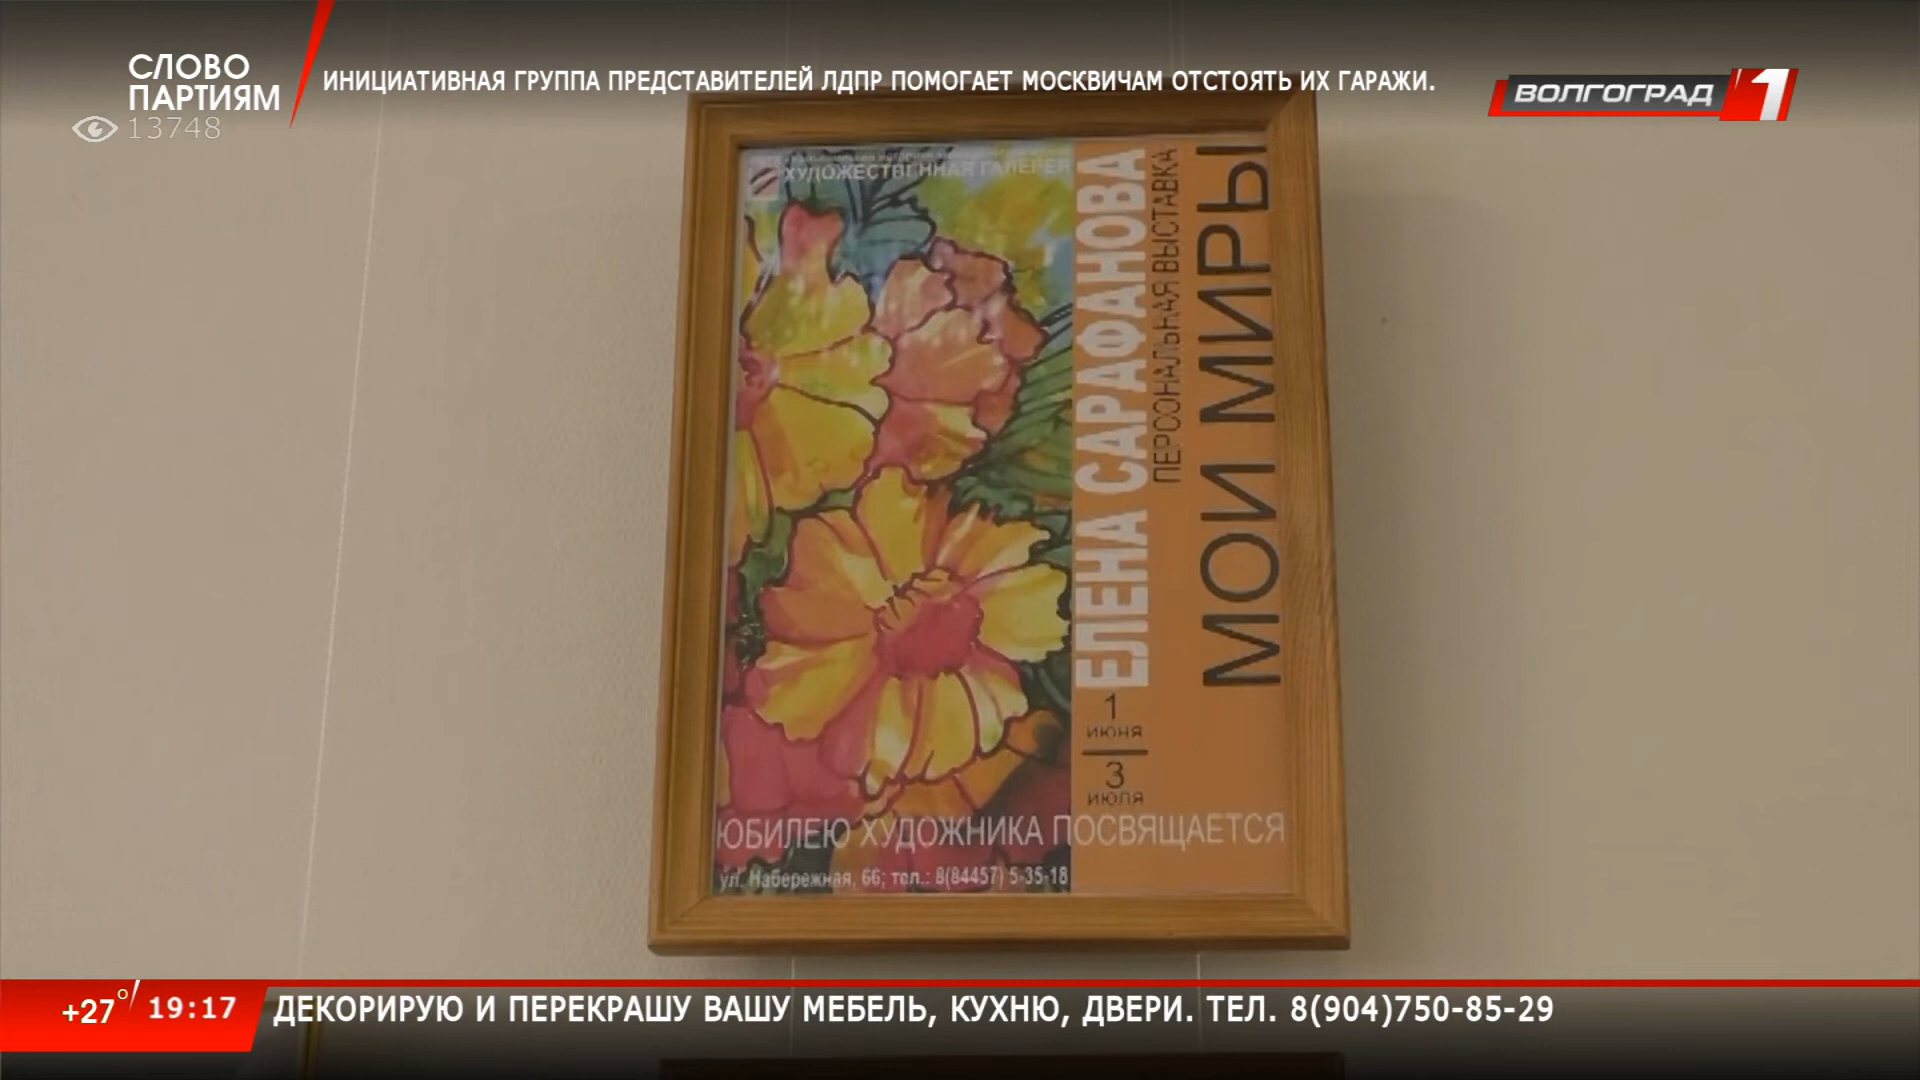 СЛОВО
ПАРТИЯМ
13748
ИНИЦИАТИВНАЯ ГРУППА ПРЕДСТАВИТЕЛЕЙ ЛДПР ПОМОГАЕТ МОСКВИЧАМ ОТСТОЯТЬ ИХ ГАРАЖИ.
ВОЛГОГРАД 1
ХУДОЖЕСТВЕННАЯ ГАЛЕРЕЯ
ЕЛЕНА САРАФАНОВА
ПЕРСОНАЛЬНАЯ ВЫСТАВКА
МОИ МИРЫ
1
июня
3
июля
ЮБИЛЕЮ ХУДОЖНИКА ПОСВЯЩАЕТСЯ
ул. Набережная, 66; тел.: 8(84457) 5-35-18
+27° 19:17
ДЕКОРИРУЮ И ПЕРЕКРАШУ ВАШУ МЕБЕЛЬ, КУХНЮ, ДВЕРИ. ТЕЛ. 8(904)750-85-29